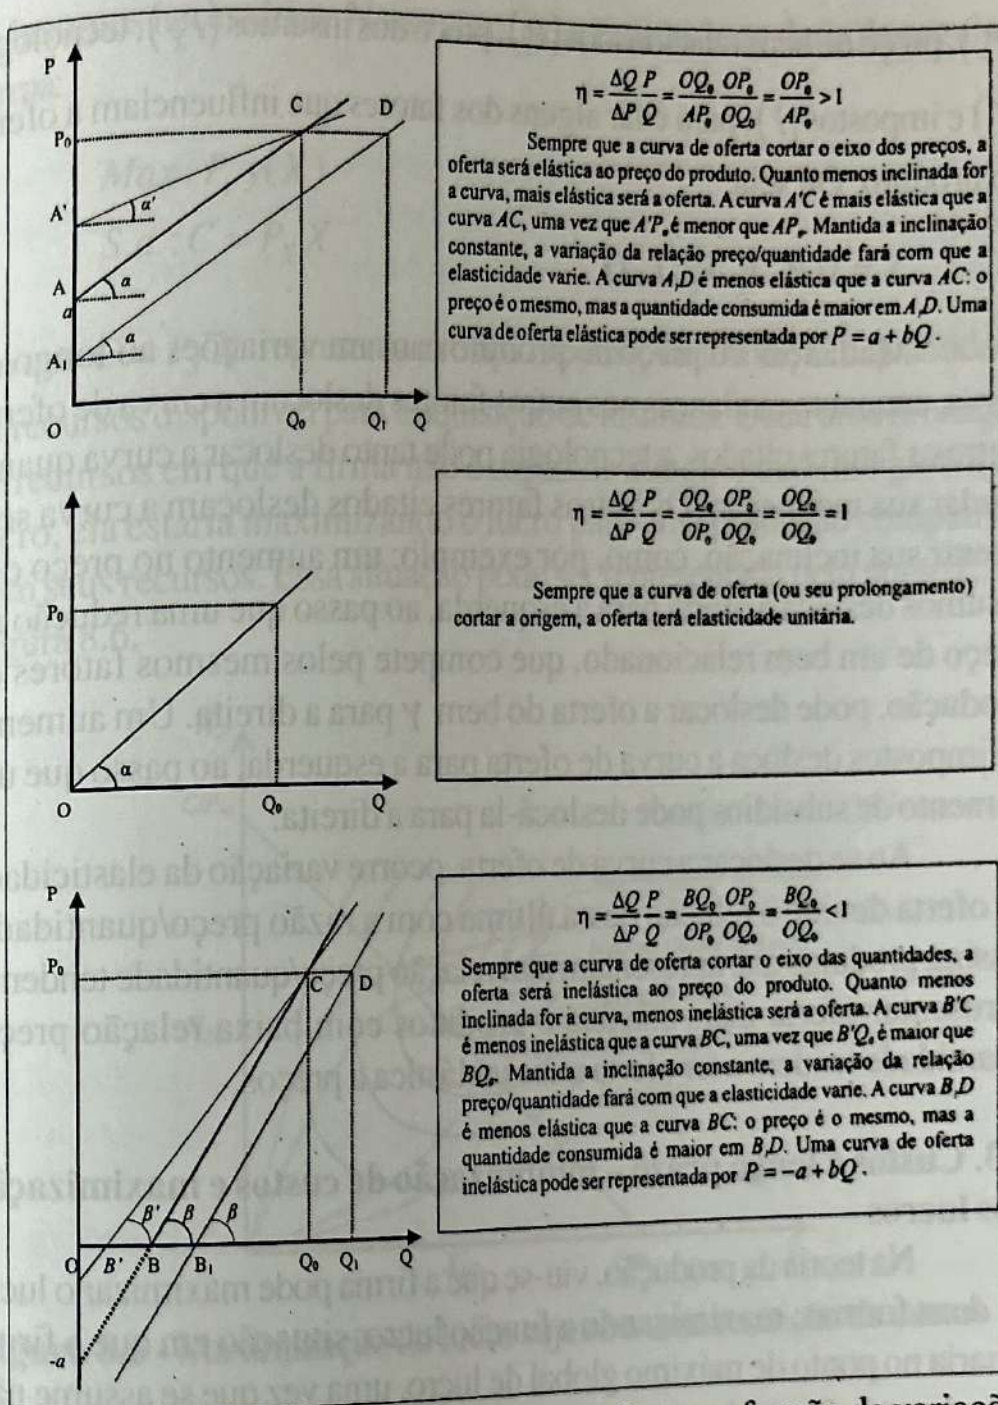 P
C D
P₀
A'
α'
A
α
a
A₁
α
O
Q₀ Q₁ Q
η = ΔQ/ΔP P/Q = OQ₀/AP₀ OP₀/OQ₀ = OP₀/AP₀ > 1
Sempre que a curva de oferta cortar o eixo dos preços, a
oferta será elástica ao preço do produto. Quanto menos inclinada for
a curva, mais elástica será a oferta. A curva A'C é mais elástica que a
curva AC, uma vez que A'P₀ é menor que AP₀. Mantida a inclinação
constante, a variação da relação preço/quantidade fará com que a
elasticidade varie. A curva A₁D é menos elástica que a curva AC: o
preço é o mesmo, mas a quantidade consumida é maior em A₁D. Uma
curva de oferta elástica pode ser representada por P = a + bQ.
P₀
α
O
Q₀ Q
η = ΔQ/ΔP P/Q = OQ₀/OP₀ OP₀/OQ₀ = OQ₀/OQ₀ = 1
Sempre que a curva de oferta (ou seu prolongamento)
cortar a origem, a oferta terá elasticidade unitária.
P
P₀
C D
β' β β
O B' B B₁ Q₀ Q₁ Q
-a
η = ΔQ/ΔP P/Q = BQ₀/OP₀ OP₀/OQ₀ = BQ₀/OQ₀ < 1
Sempre que a curva de oferta cortar o eixo das quantidades, a
oferta será inelástica ao preço do produto. Quanto menos
inclinada for a curva, menos inelástica será a oferta. A curva B'C
é menos inelástica que a curva BC, uma vez que B'Q₀ é maior que
BQ₀. Mantida a inclinação constante, a variação da relação
preço/quantidade fará com que a elasticidade varie. A curva B₁D
é menos elástica que a curva BC: o preço é o mesmo, mas a
quantidade consumida é maior em B₁D. Uma curva de oferta
inelástica pode ser representada por P = -a + bQ.